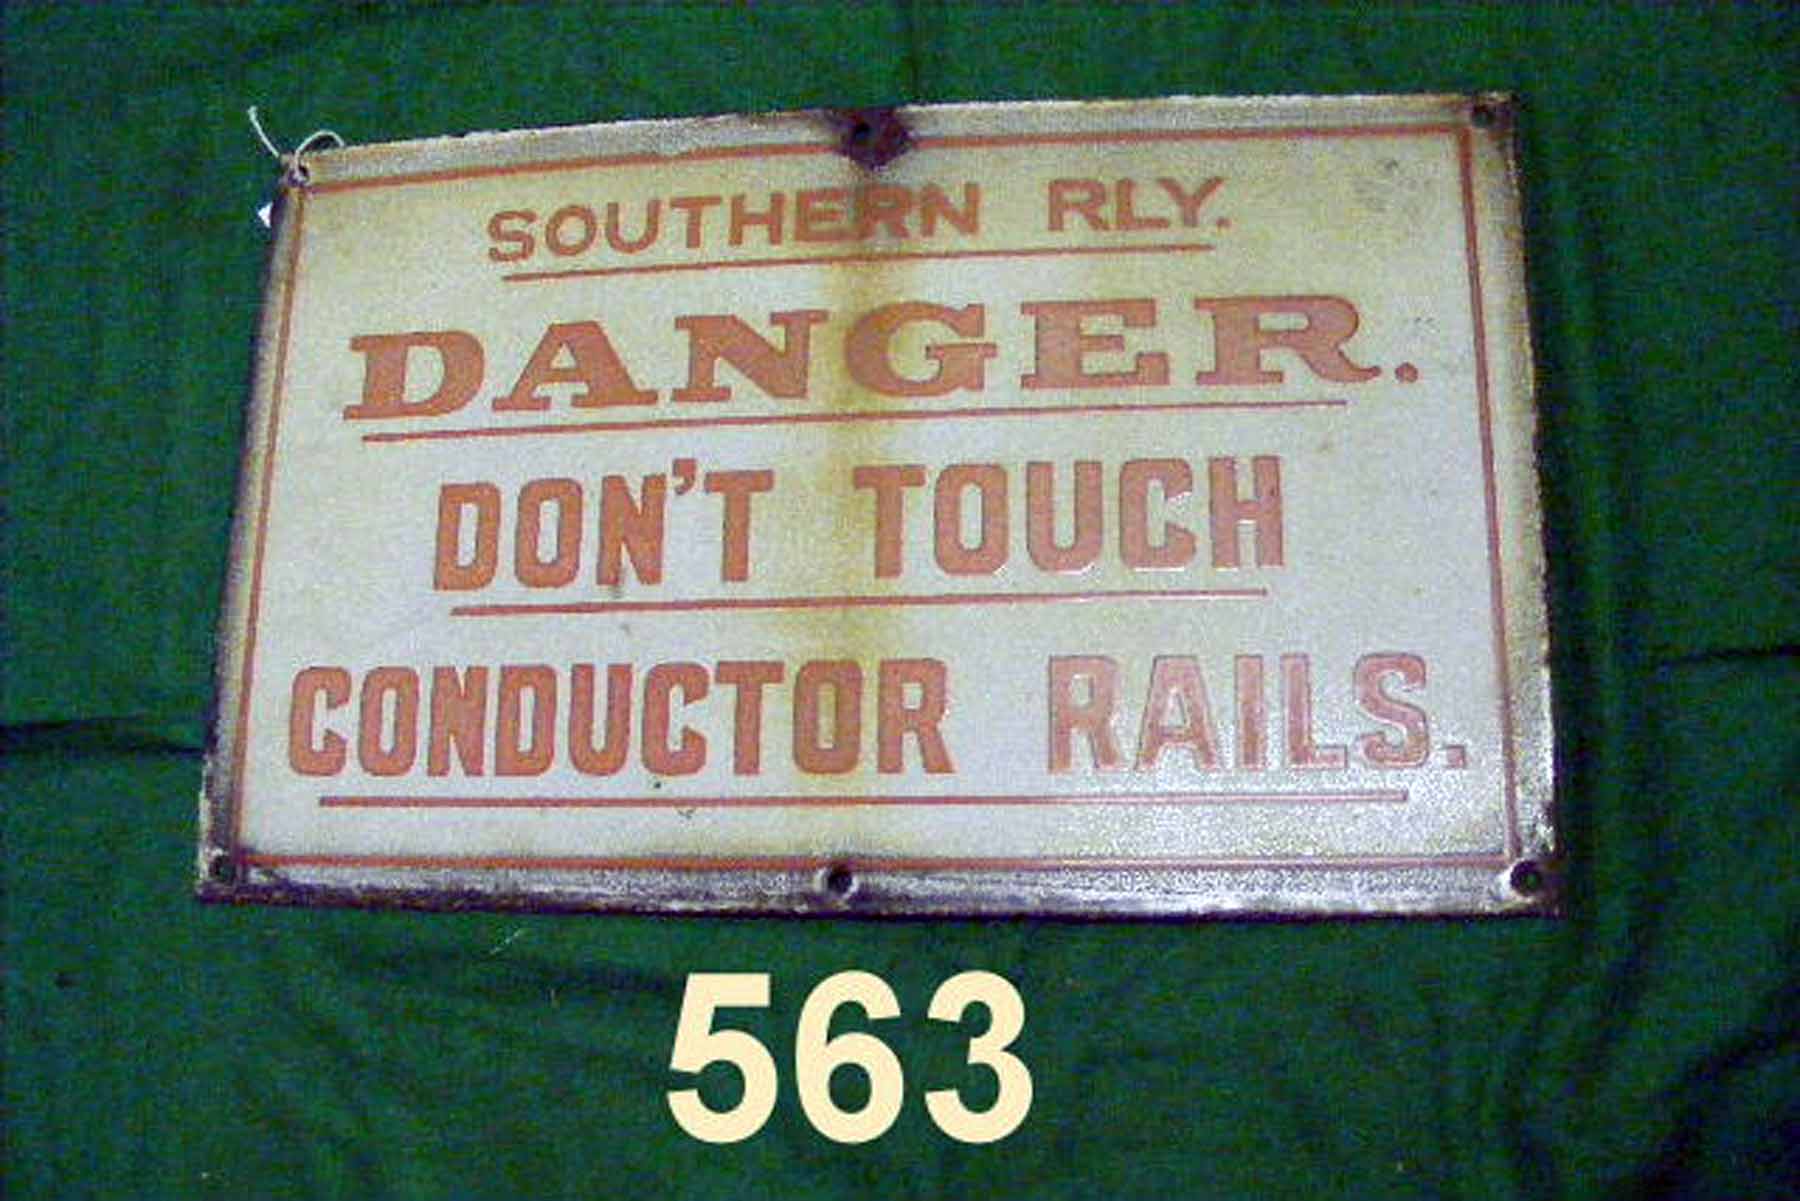 SOUTHERN RLY.
DANGER.
DON'T TOUCH
CONDUCTOR RAILS.
563